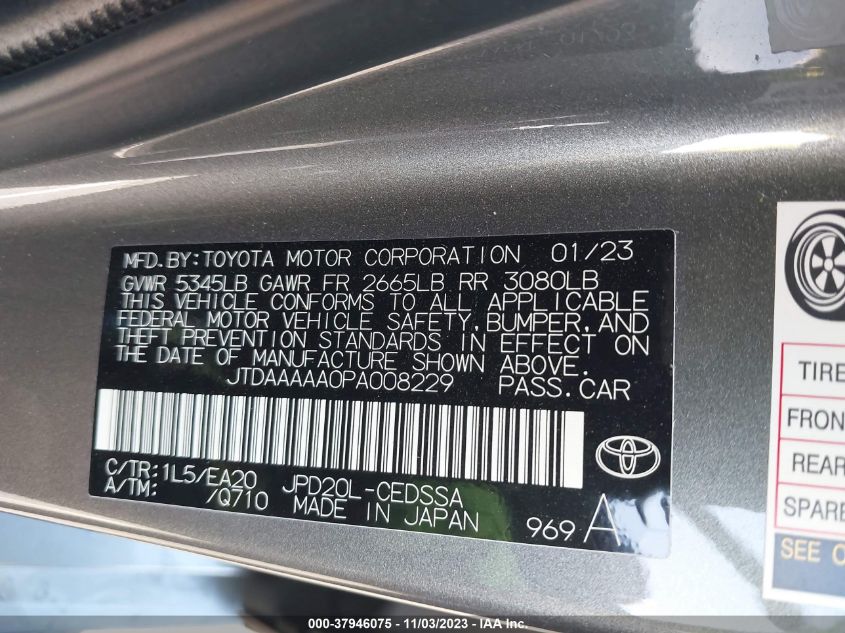 MFD.BY:TOYOTA MOTOR CORPORATION 01/23
GVWR 5345LB GAWR FR 2665LB RR 3080LB
THIS VEHICLE CONFORMS TO ALL APPLICABLE
FEDERAL MOTOR VEHICLE SAFETY,BUMPER,AND
THEFT PREVENTION STANDARDS IN EFFECT ON
THE DATE OF MANUFACTURE SHOWN ABOVE.
JTDAAAAA0PA008229 PASS.CAR
C/TR:1L5/EA20 JPD20L-CEDSSA
A/TM: /Q710 MADE IN JAPAN 969 A
TIRE
FRON
REAR
SPARE
SEE O
000-37946075 - 11/03/2023 - IAA Inc.